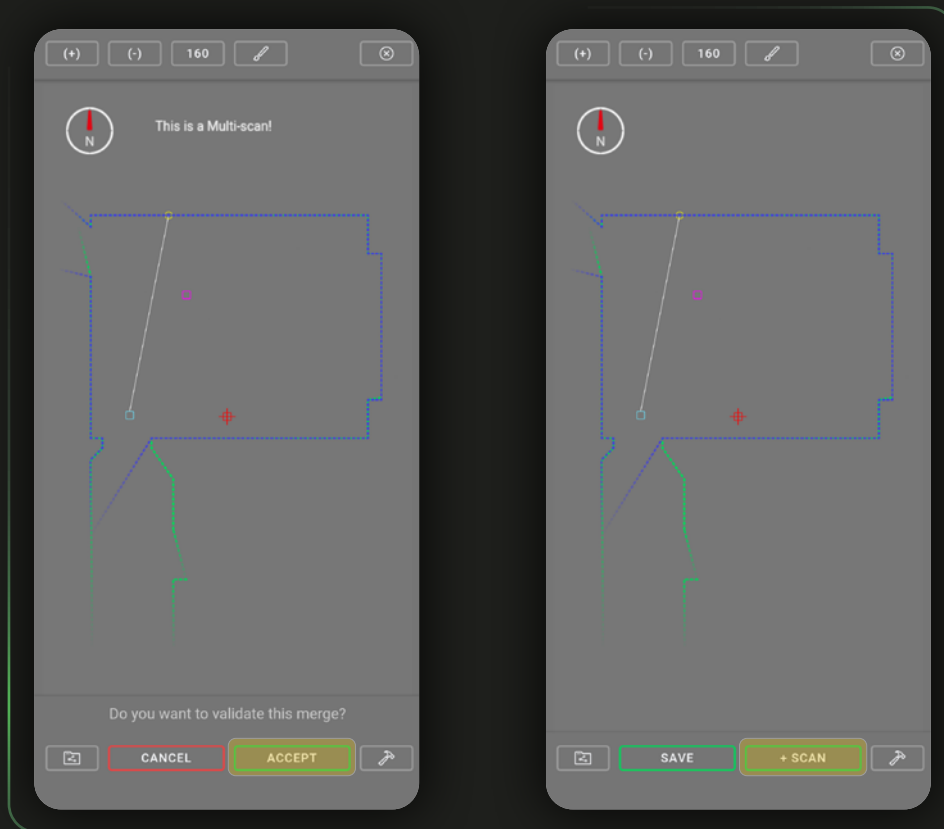 (+) (-) 160
N
This is a Multi-scan!
Do you want to validate this merge?
CANCEL ACCEPT
(+) (-) 160
N
SAVE + SCAN